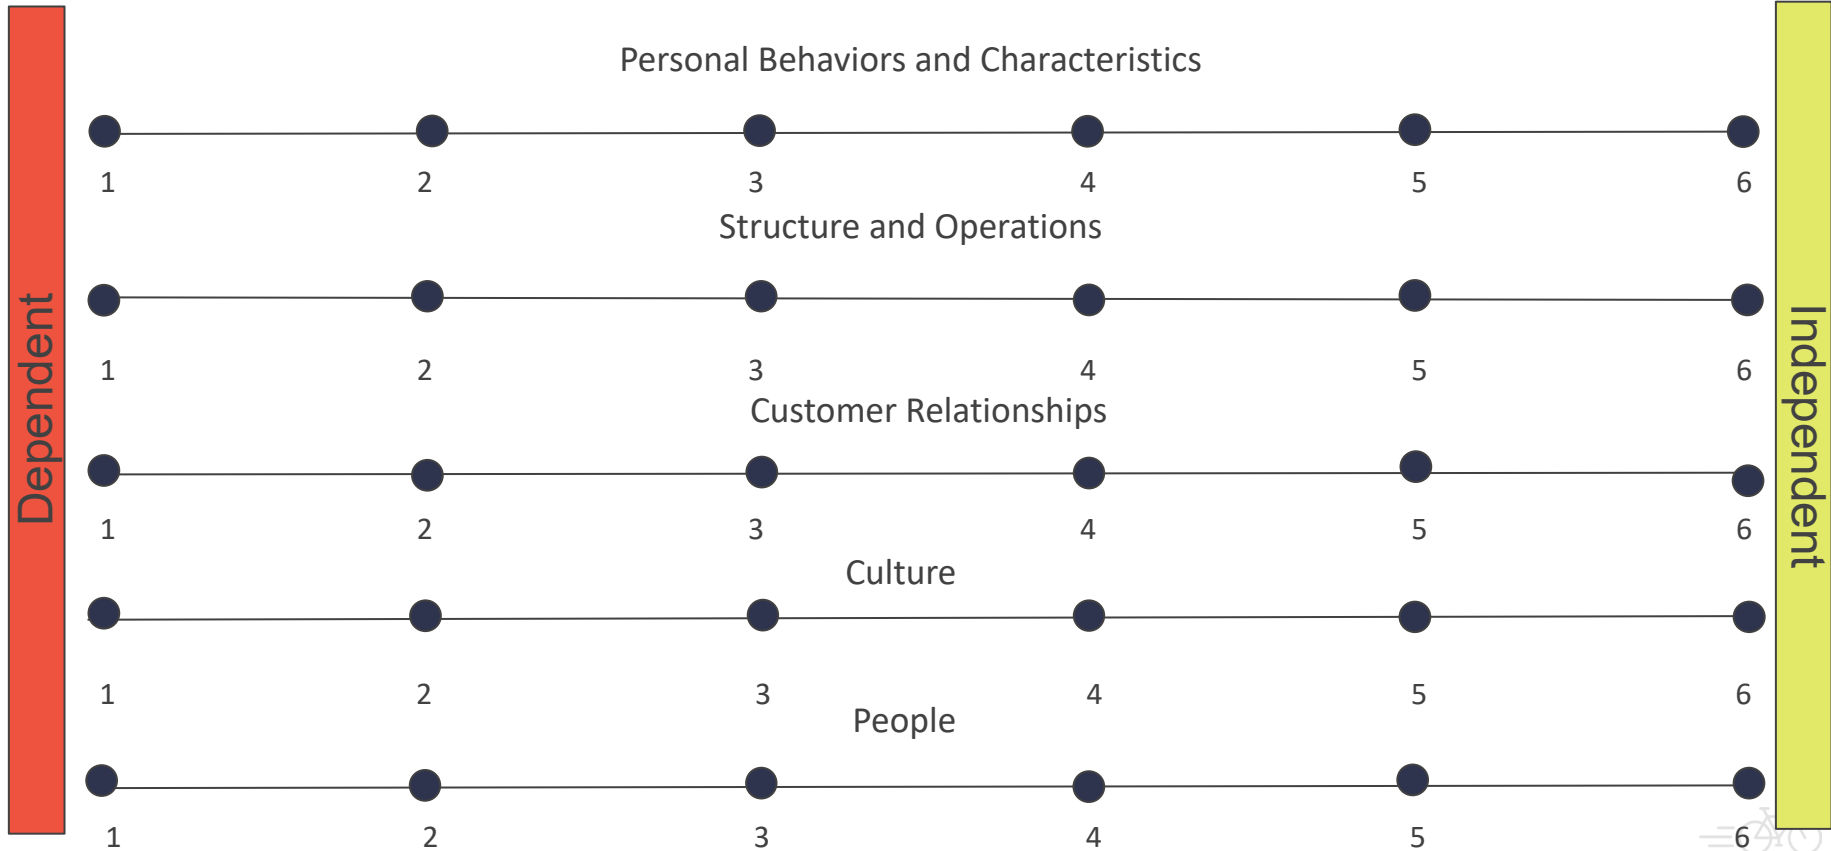 Dependent
Personal Behaviors and Characteristics
1 2 3 4 5 6
Structure and Operations
1 2 3 4 5 6
Customer Relationships
1 2 3 4 5 6
Culture
1 2 3 4 5 6
People
1 2 3 4 5 6
Independent